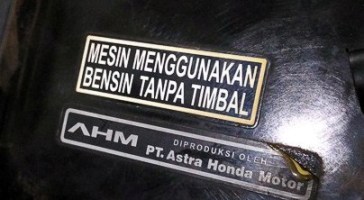 MESIN MENGGUNAKAN
BENSIN TANPA TIMBAL
AHM
DIPRODUKSI OLEH:
PT. Astra Honda Motor